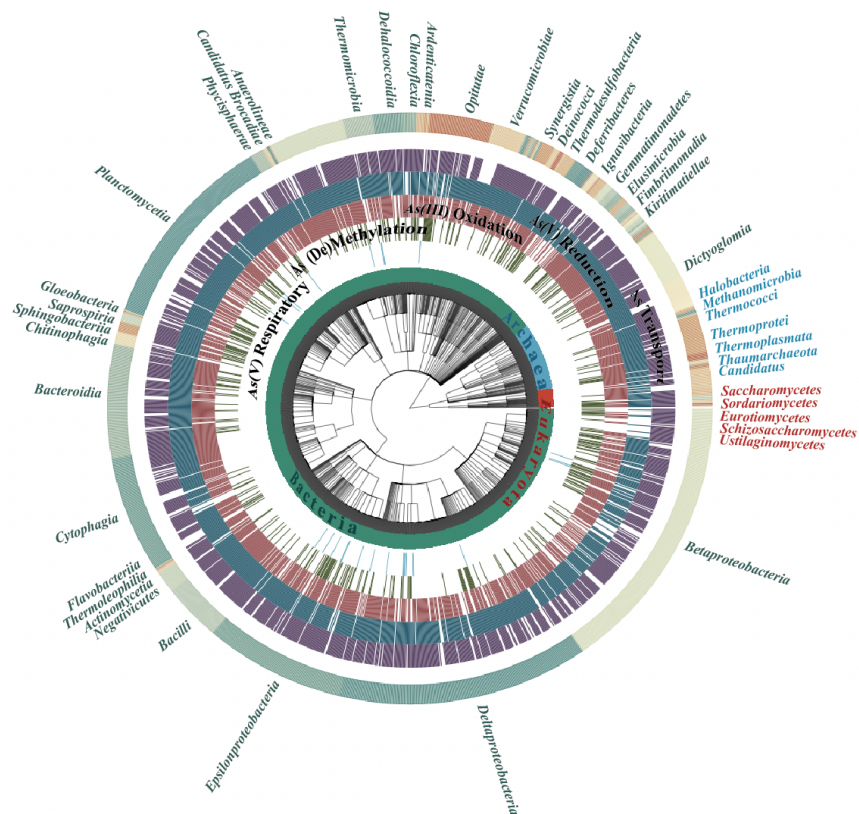 Ardenticatenia
Chloroflexia
Dehalococcoidia
Thermomicrobia
Anaerolineae
Candidatus Brocadiae
Phycisphaerae
Planctomycetia
Gloeobacteria
Saprospiria
Sphingobacteriia
Chitinophagia
Bacteroidia
Cytophagia
Flavobacteriia
Thermoleophilia
Actinomycetia
Negativicutes
Bacilli
Epsilonproteobacteria
Deltaproteobacteria
Betaproteobacteria
Ustilaginomycetes
Schizosaccharomycetes
Eurotiomycetes
Sordariomycetes
Saccharomycetes
Candidatus
Thaumarchaeota
Thermoplasmata
Thermoprotei
Thermococci
Methanomicrobia
Halobacteria
Dictyoglomia
Kiritimatiellae
Fimbriimonadia
Elusimicrobia
Gemmatimonadetes
Ignavibacteria
Deferribacteres
Thermodesulfobacteria
Deinococci
Synergistia
Verrucomicrobiae
Opitutae
As(V) Respiratory
As (De)Methylation
As(III) Oxidation
As(V) Reduction
As Transport
Archaea
Eukaryota
Bacteria